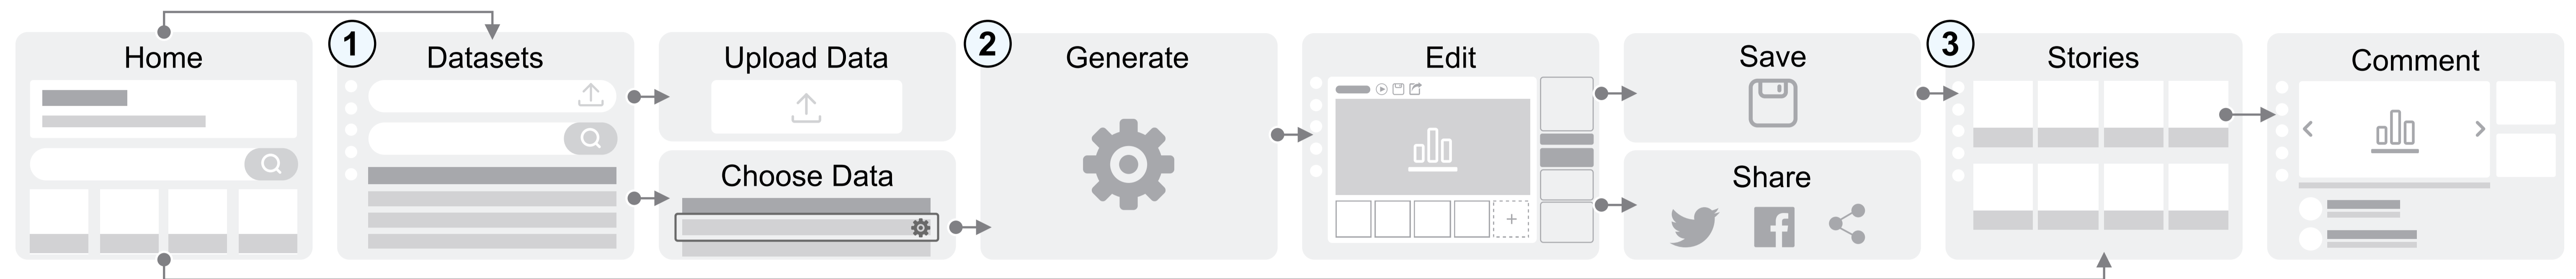 Home
1
Datasets
Upload Data
Choose Data
2
Generate
Edit
+
Save
Share
3
Stories
Comment